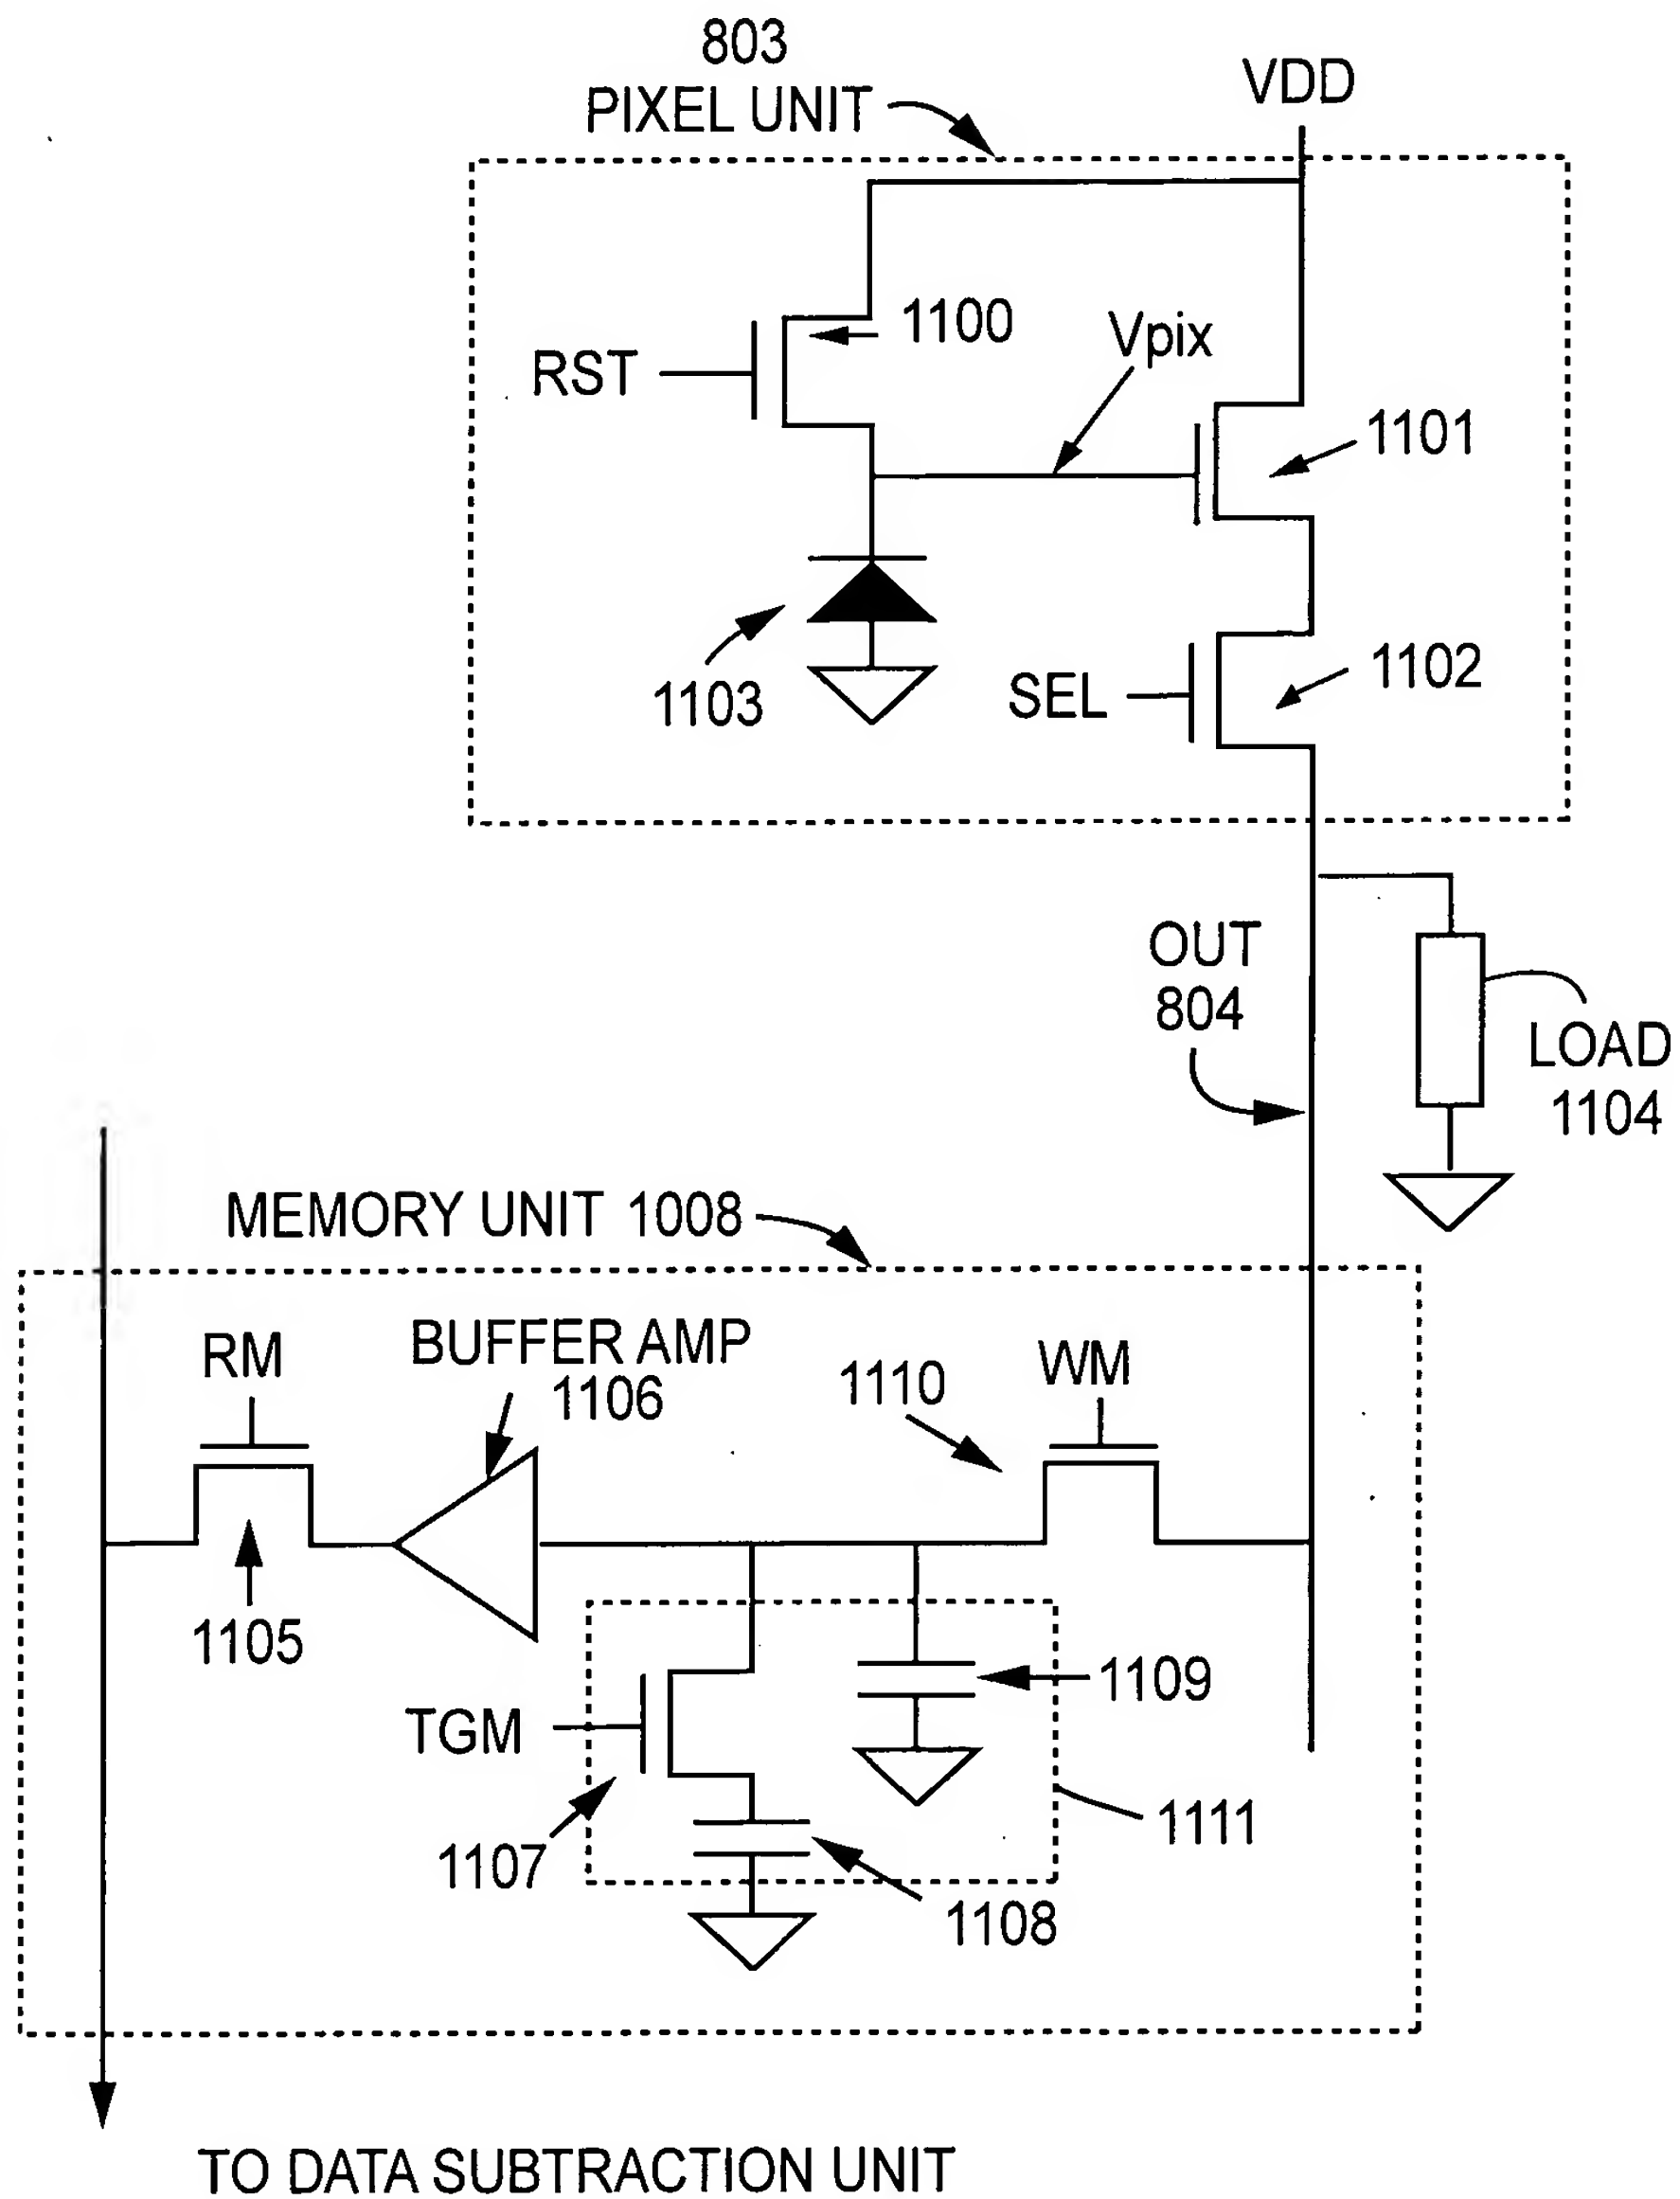 803
PIXEL UNIT
VDD
1100
Vpix
RST
1101
1103
SEL
1102
OUT
804
LOAD
1104
MEMORY UNIT 1008
RM
BUFFER AMP
1106
1110
WM
1105
1109
TGM
1107
1111
1108
TO DATA SUBTRACTION UNIT